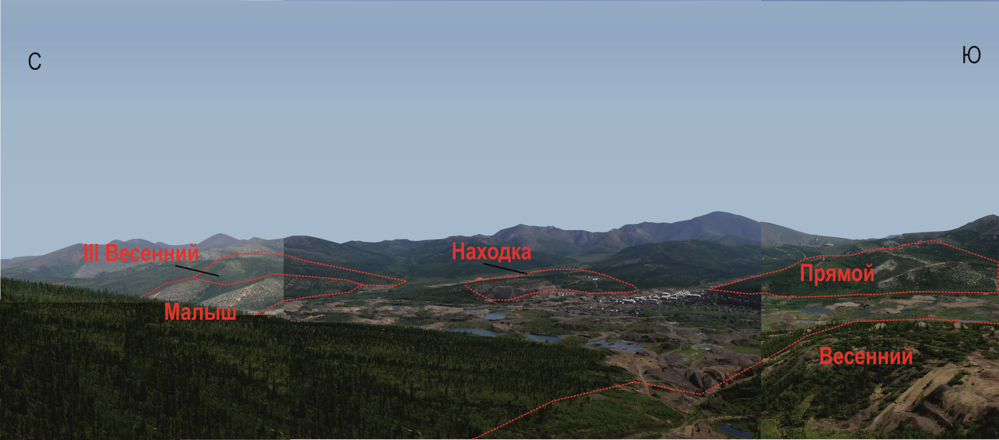 С
Ю
III Весенний
Находка
Прямой
Малыш
Весенний